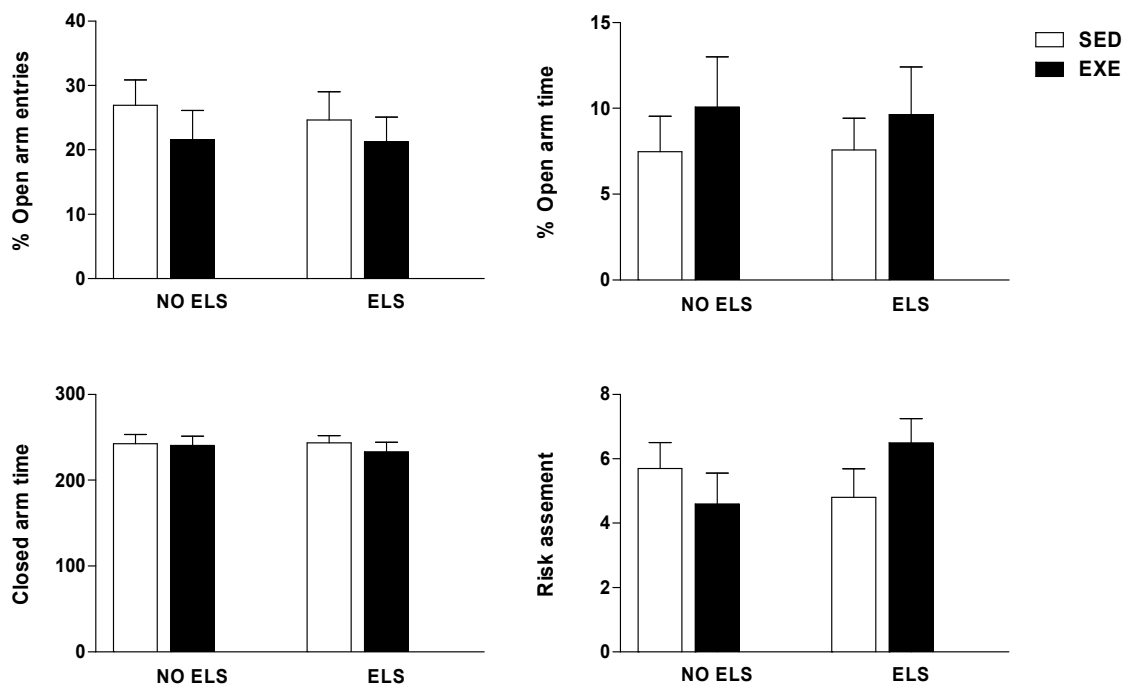 % Open arm entries
40
30
20
10
0
NO ELS
ELS
% Open arm time
15
10
5
0
NO ELS
ELS
SED
EXE
Closed arm time
300
200
100
0
NO ELS
ELS
Risk assement
8
6
4
2
0
NO ELS
ELS